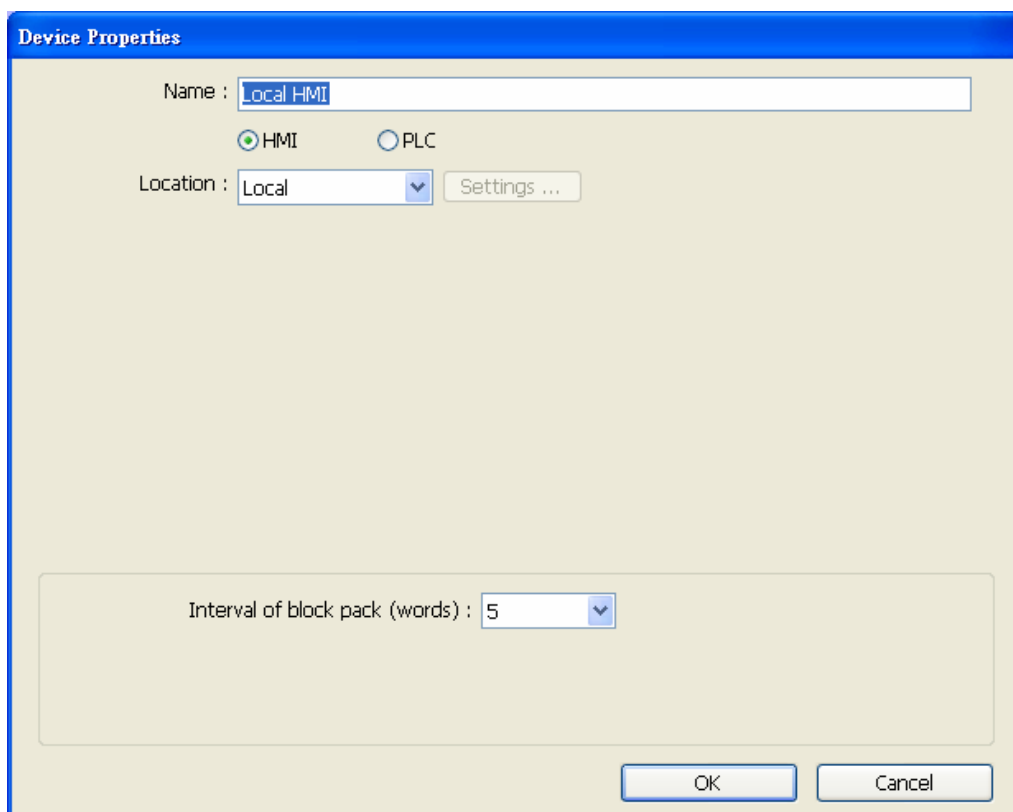 Device Properties
Name : Local HMI
HMI PLC
Location : Local Settings ...
Interval of block pack (words) : 5
OK Cancel